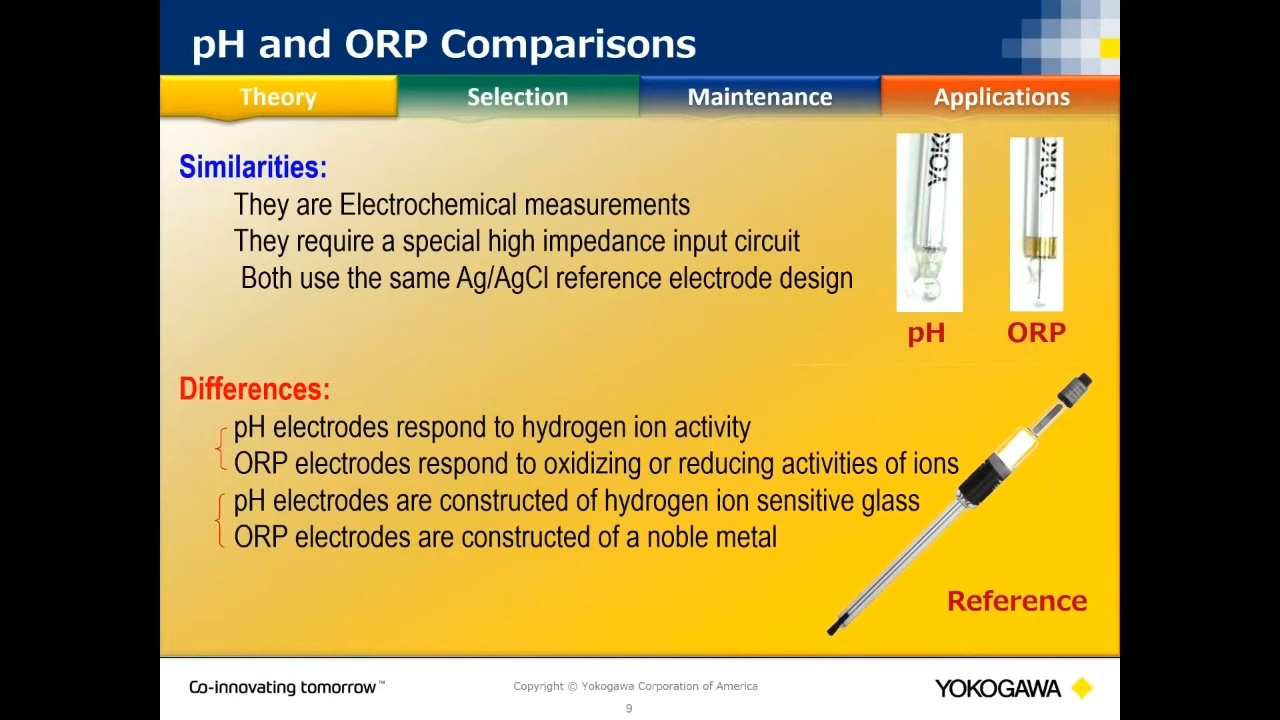 pH and ORP Comparisons
Theory
Selection
Maintenance
Applications
Similarities:
They are Electrochemical measurements
They require a special high impedance input circuit
Both use the same Ag/AgCl reference electrode design
YOK
YOK
pH
ORP
Differences:
pH electrodes respond to hydrogen ion activity
ORP electrodes respond to oxidizing or reducing activities of ions
pH electrodes are constructed of hydrogen ion sensitive glass
ORP electrodes are constructed of a noble metal
Reference
Co-innovating tomorrow™
Copyright © Yokogawa Corporation of America
YOKOGAWA
9